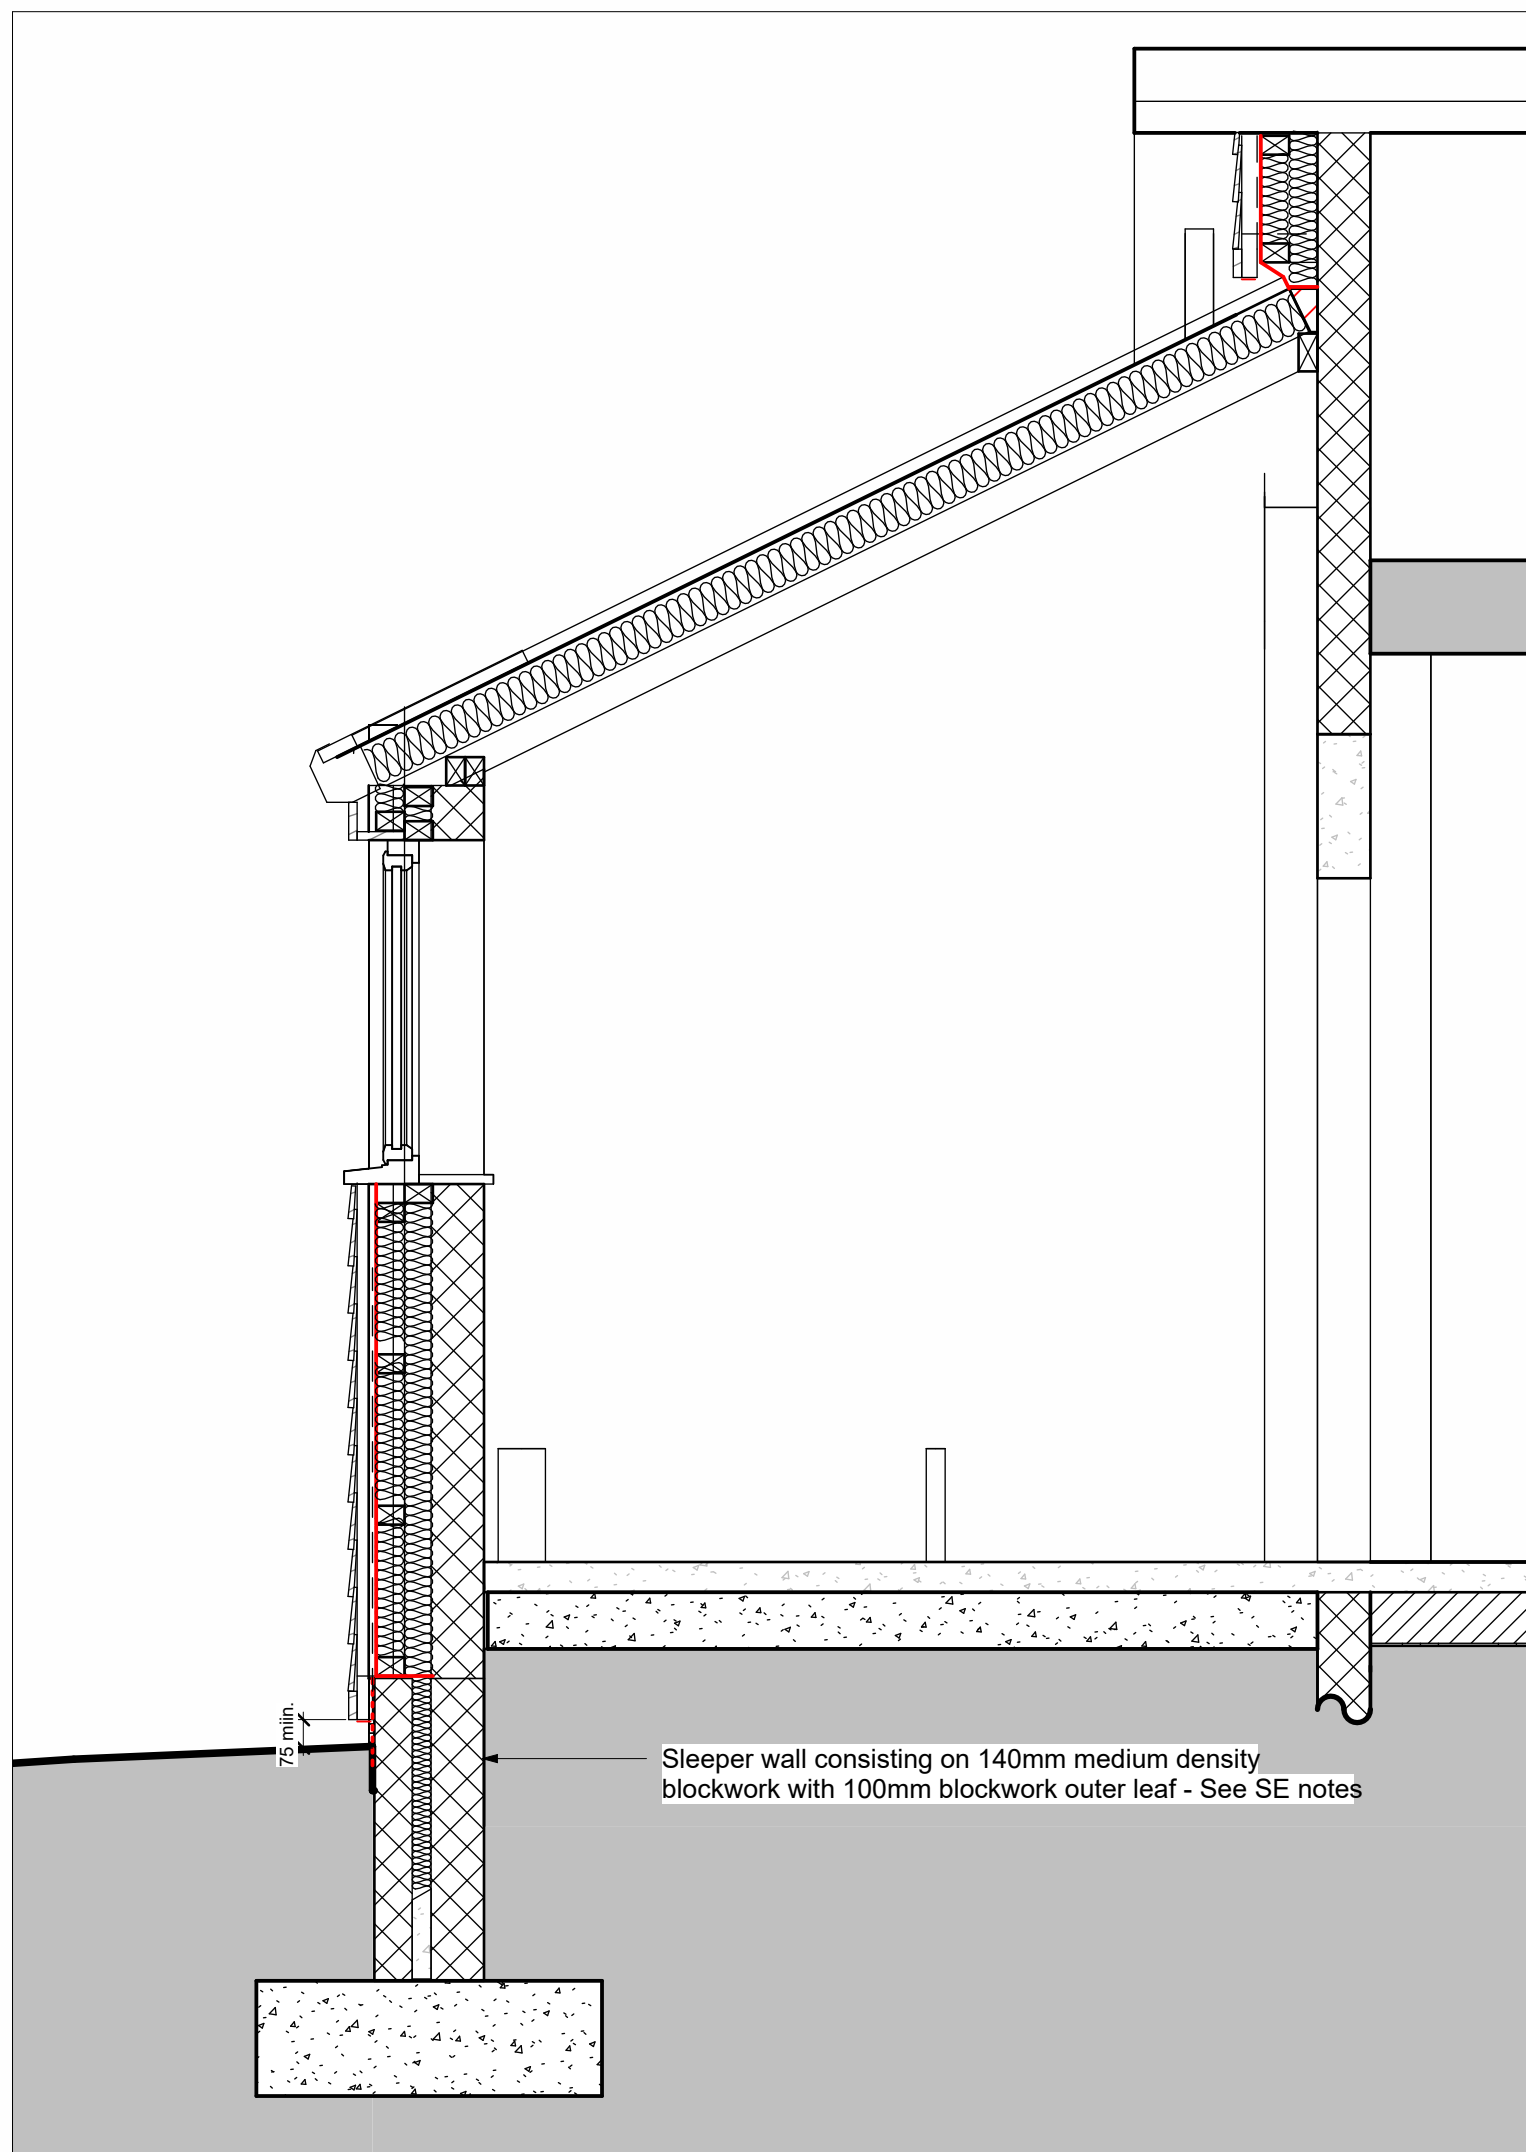 75 miin.
Sleeper wall consisting on 140mm medium density
blockwork with 100mm blockwork outer leaf - See SE notes